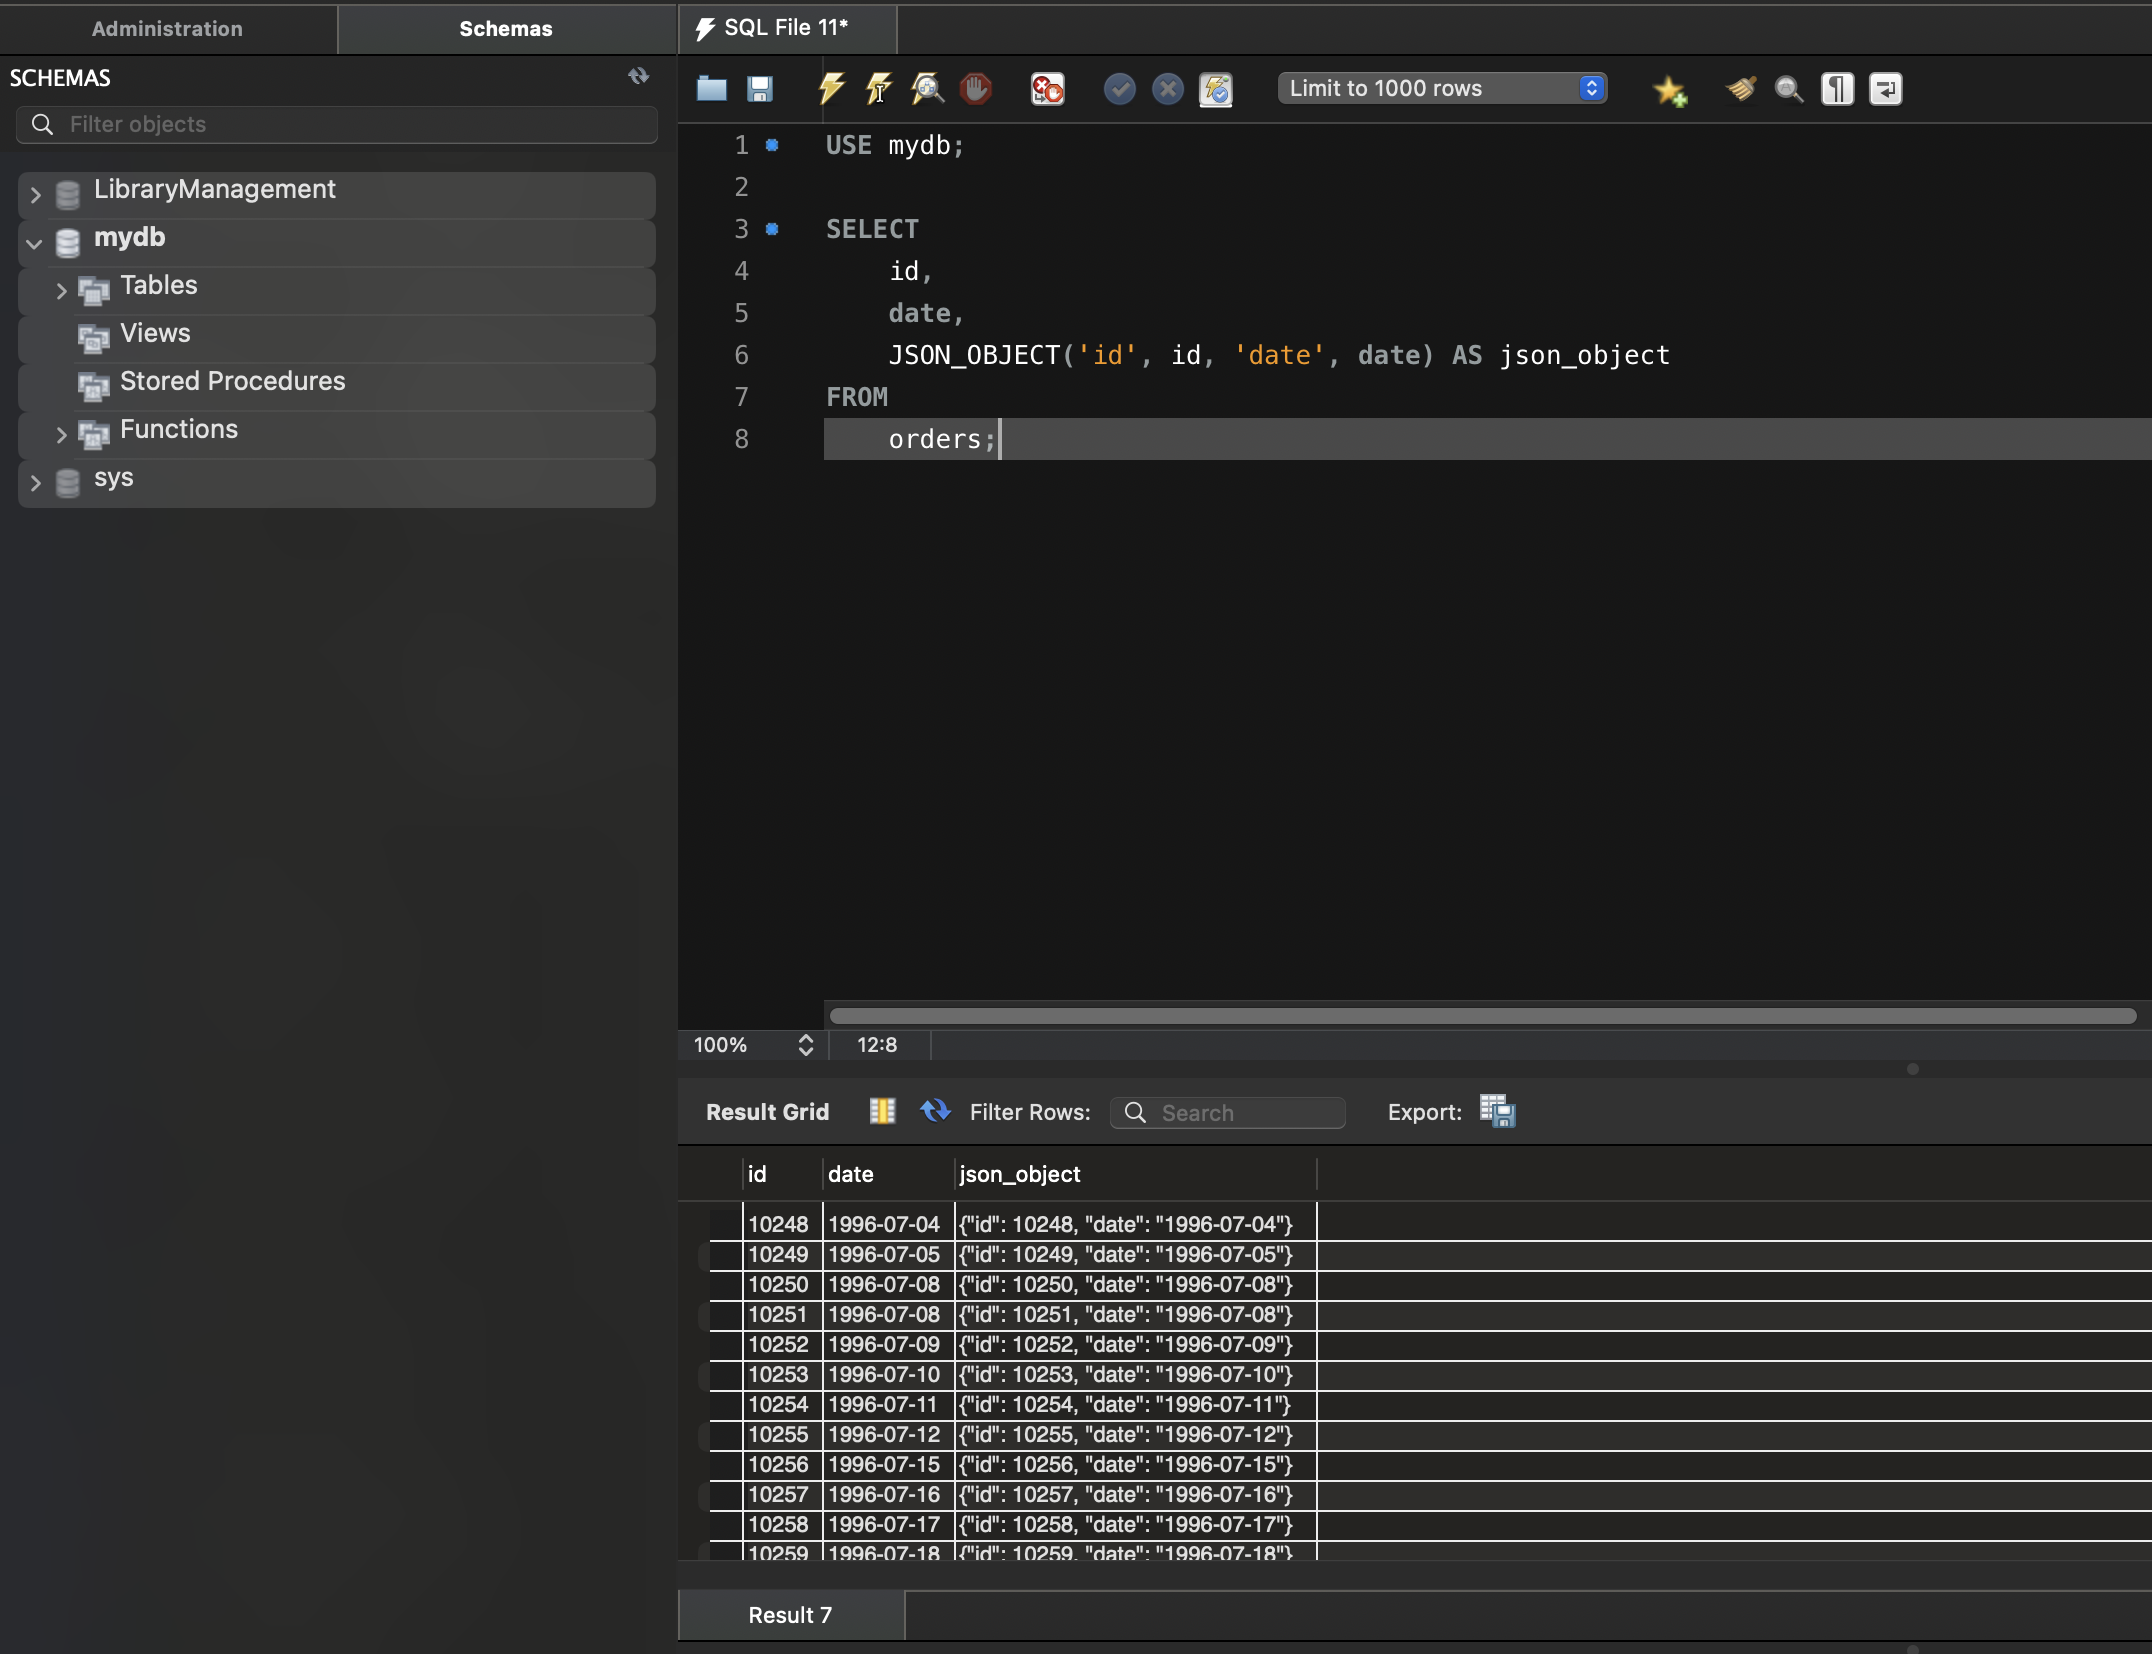 Administration
Schemas
SQL File 11*
SCHEMAS
Filter objects
LibraryManagement
mydb
Tables
Views
Stored Procedures
Functions
sys
Limit to 1000 rows
1 USE mydb;
2
3 SELECT
4 id,
5 date,
6 JSON_OBJECT('id', id, 'date', date) AS json_object
7 FROM
8 orders;
100% 12:8
Result Grid Filter Rows: Search Export:
id date json_object
10248 1996-07-04 {"id": 10248, "date": "1996-07-04"}
10249 1996-07-05 {"id": 10249, "date": "1996-07-05"}
10250 1996-07-08 {"id": 10250, "date": "1996-07-08"}
10251 1996-07-08 {"id": 10251, "date": "1996-07-08"}
10252 1996-07-09 {"id": 10252, "date": "1996-07-09"}
10253 1996-07-10 {"id": 10253, "date": "1996-07-10"}
10254 1996-07-11 {"id": 10254, "date": "1996-07-11"}
10255 1996-07-12 {"id": 10255, "date": "1996-07-12"}
10256 1996-07-15 {"id": 10256, "date": "1996-07-15"}
10257 1996-07-16 {"id": 10257, "date": "1996-07-16"}
10258 1996-07-17 {"id": 10258, "date": "1996-07-17"}
10259 1996-07-18 {"id": 10259, "date": "1996-07-18"}
Result 7